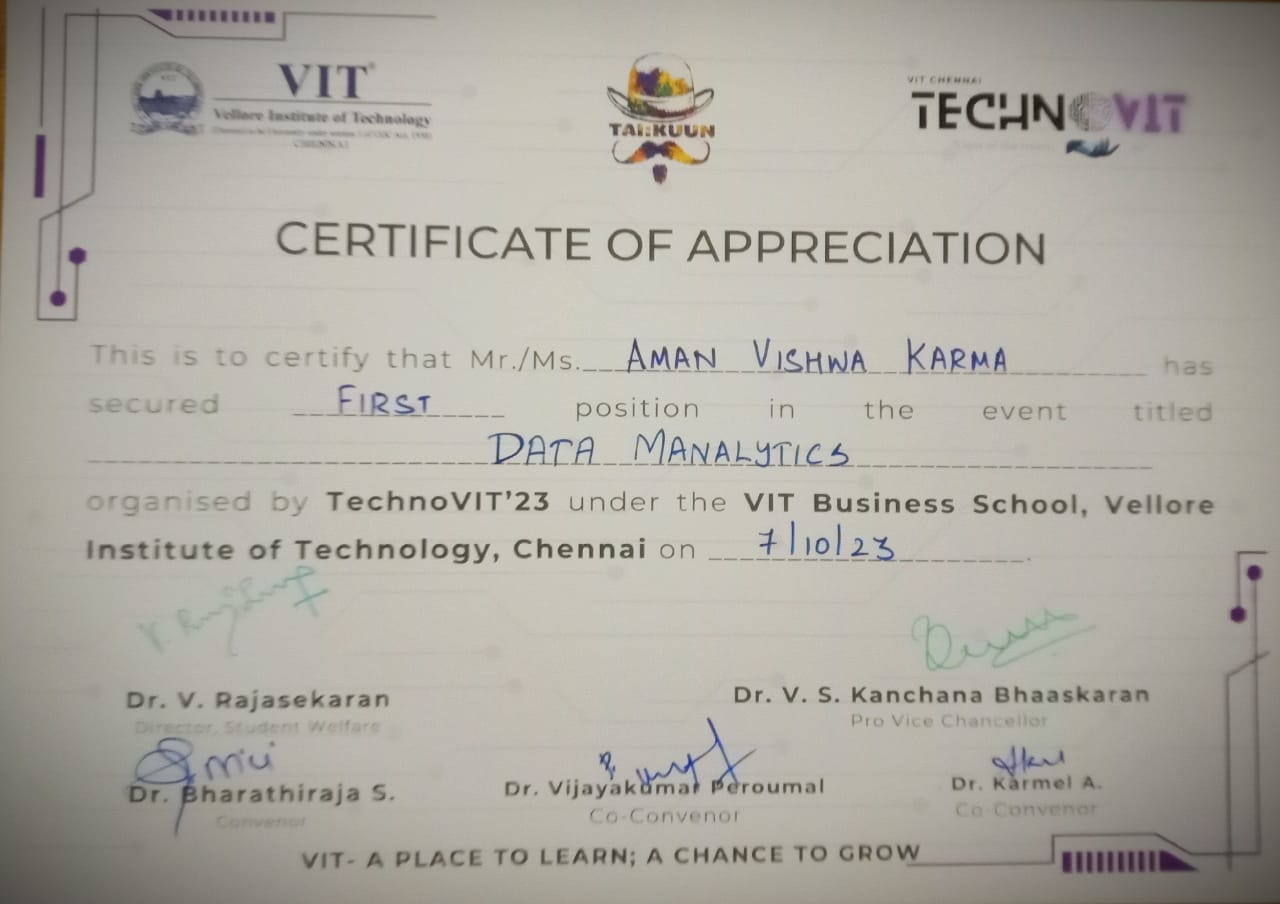 VIT
Vellore Institute of Technology
CHENNAI
TAI:KUUN
VIT CHENNAI
TECHNOVIT
CERTIFICATE OF APPRECIATION
This is to certify that Mr./Ms. AMAN VISHWA KARMA has
secured FIRST position in the event titled
DATA MANALYTICS
organised by TechnoVIT'23 under the VIT Business School, Vellore
Institute of Technology, Chennai on 7/10/23.
Dr. V. Rajasekaran
Director, Student Welfare
Dr. V. S. Kanchana Bhaaskaran
Pro Vice Chancellor
Dr. Bharathiraja S.
Convenor
Dr. Vijayakumar Peroumal
Co-Convenor
Dr. Karmel A.
Co-Convenor
VIT- A PLACE TO LEARN; A CHANCE TO GROW